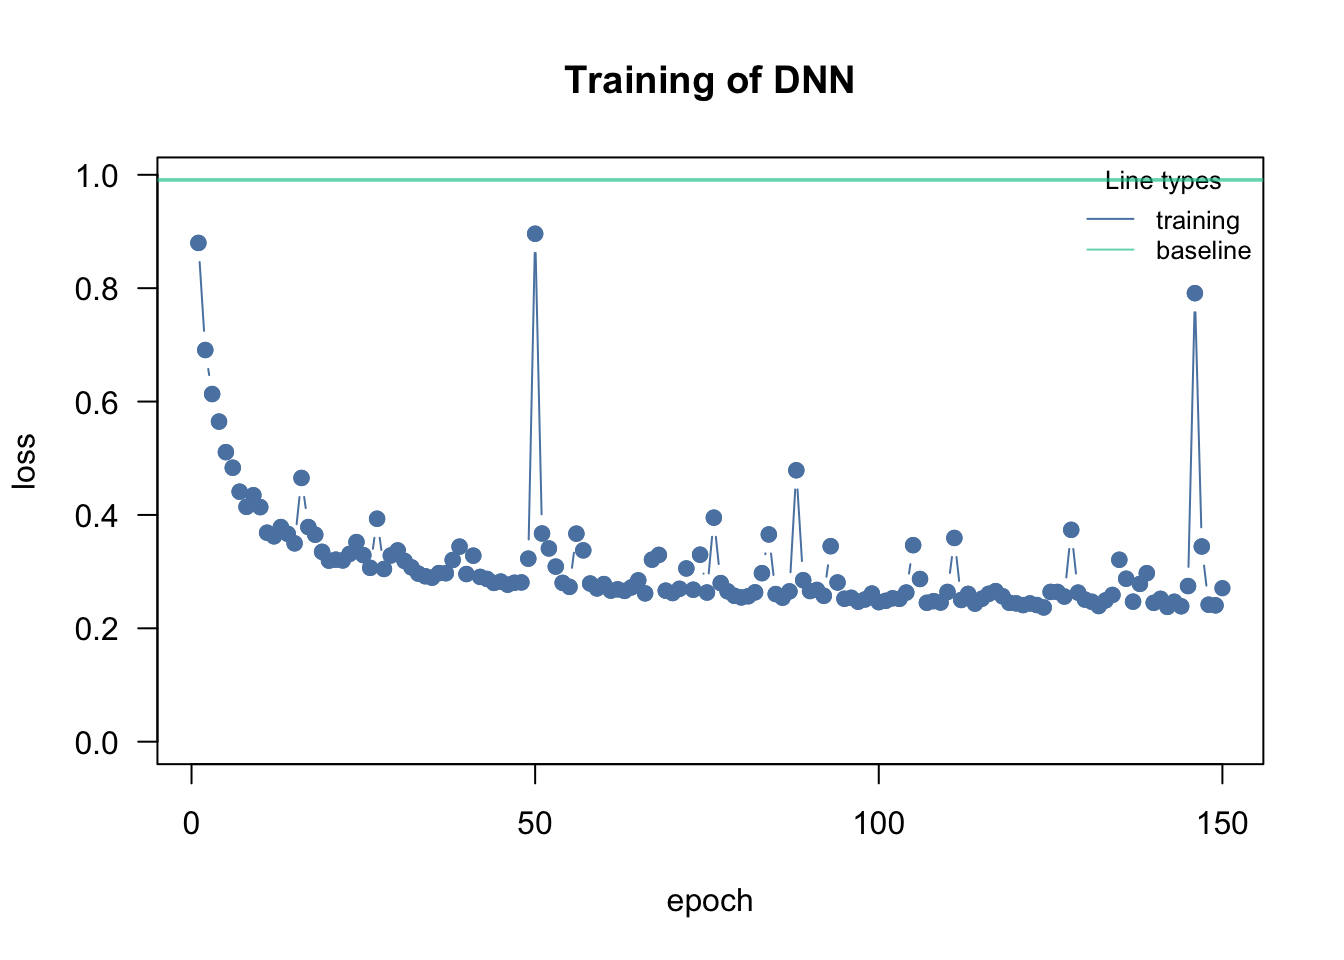 Training of DNN
1.0
0.8
0.6
0.4
0.2
0.0
loss
Line types
training
baseline
0 50 100 150
epoch